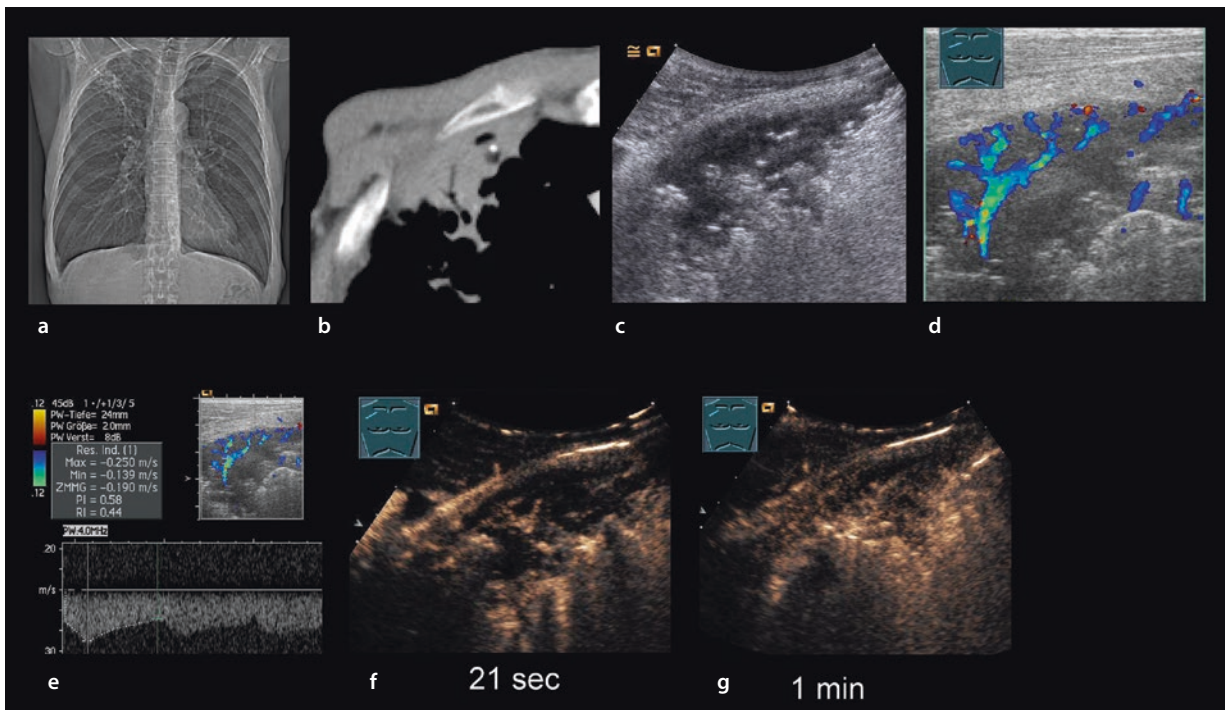 a
b
c
d
.12 45dB 1 ·/+1/3/ 5
PW-Tiefe= 24mm
PW Größe= 2.0mm
PW Verst= 8dB
Res. Ind. (1)
Max = -0.250 m/s
Min = -0.139 m/s
ZMMG = -0.190 m/s
PI = 0.58
RI = 0.44
.12
PW:4.0MHz
.20
m/s
.30
e
f
21 sec
g
1 min